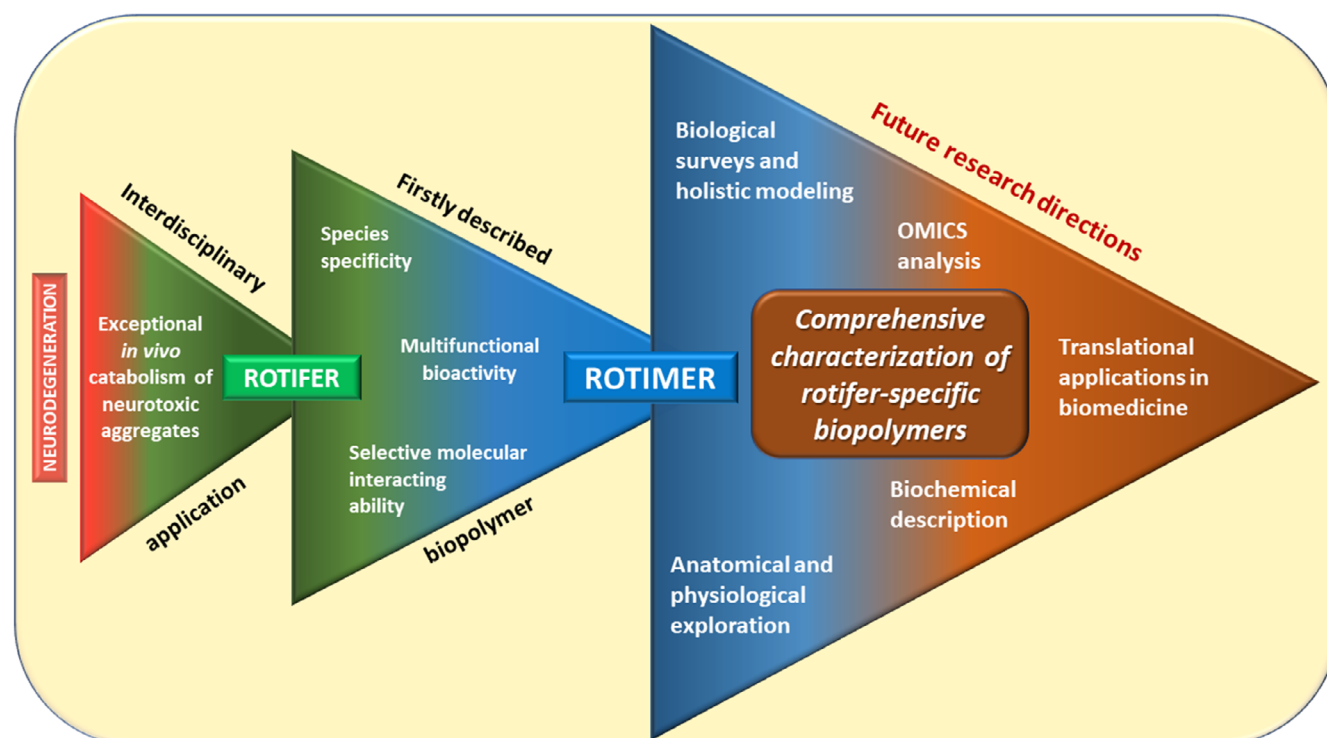 NEURODEGENERATION
Interdisciplinary
Exceptional
in vivo
catabolism of
neurotoxic
aggregates
application
ROTIFER
Firstly described
Species
specificity
Multifunctional
bioactivity
Selective molecular
interacting
ability
biopolymer
ROTIMER
Future research directions
Biological
surveys and
holistic modeling
OMICS
analysis
Comprehensive
characterization of
rotifer-specific
biopolymers
Translational
applications in
biomedicine
Biochemical
description
Anatomical and
physiological
exploration